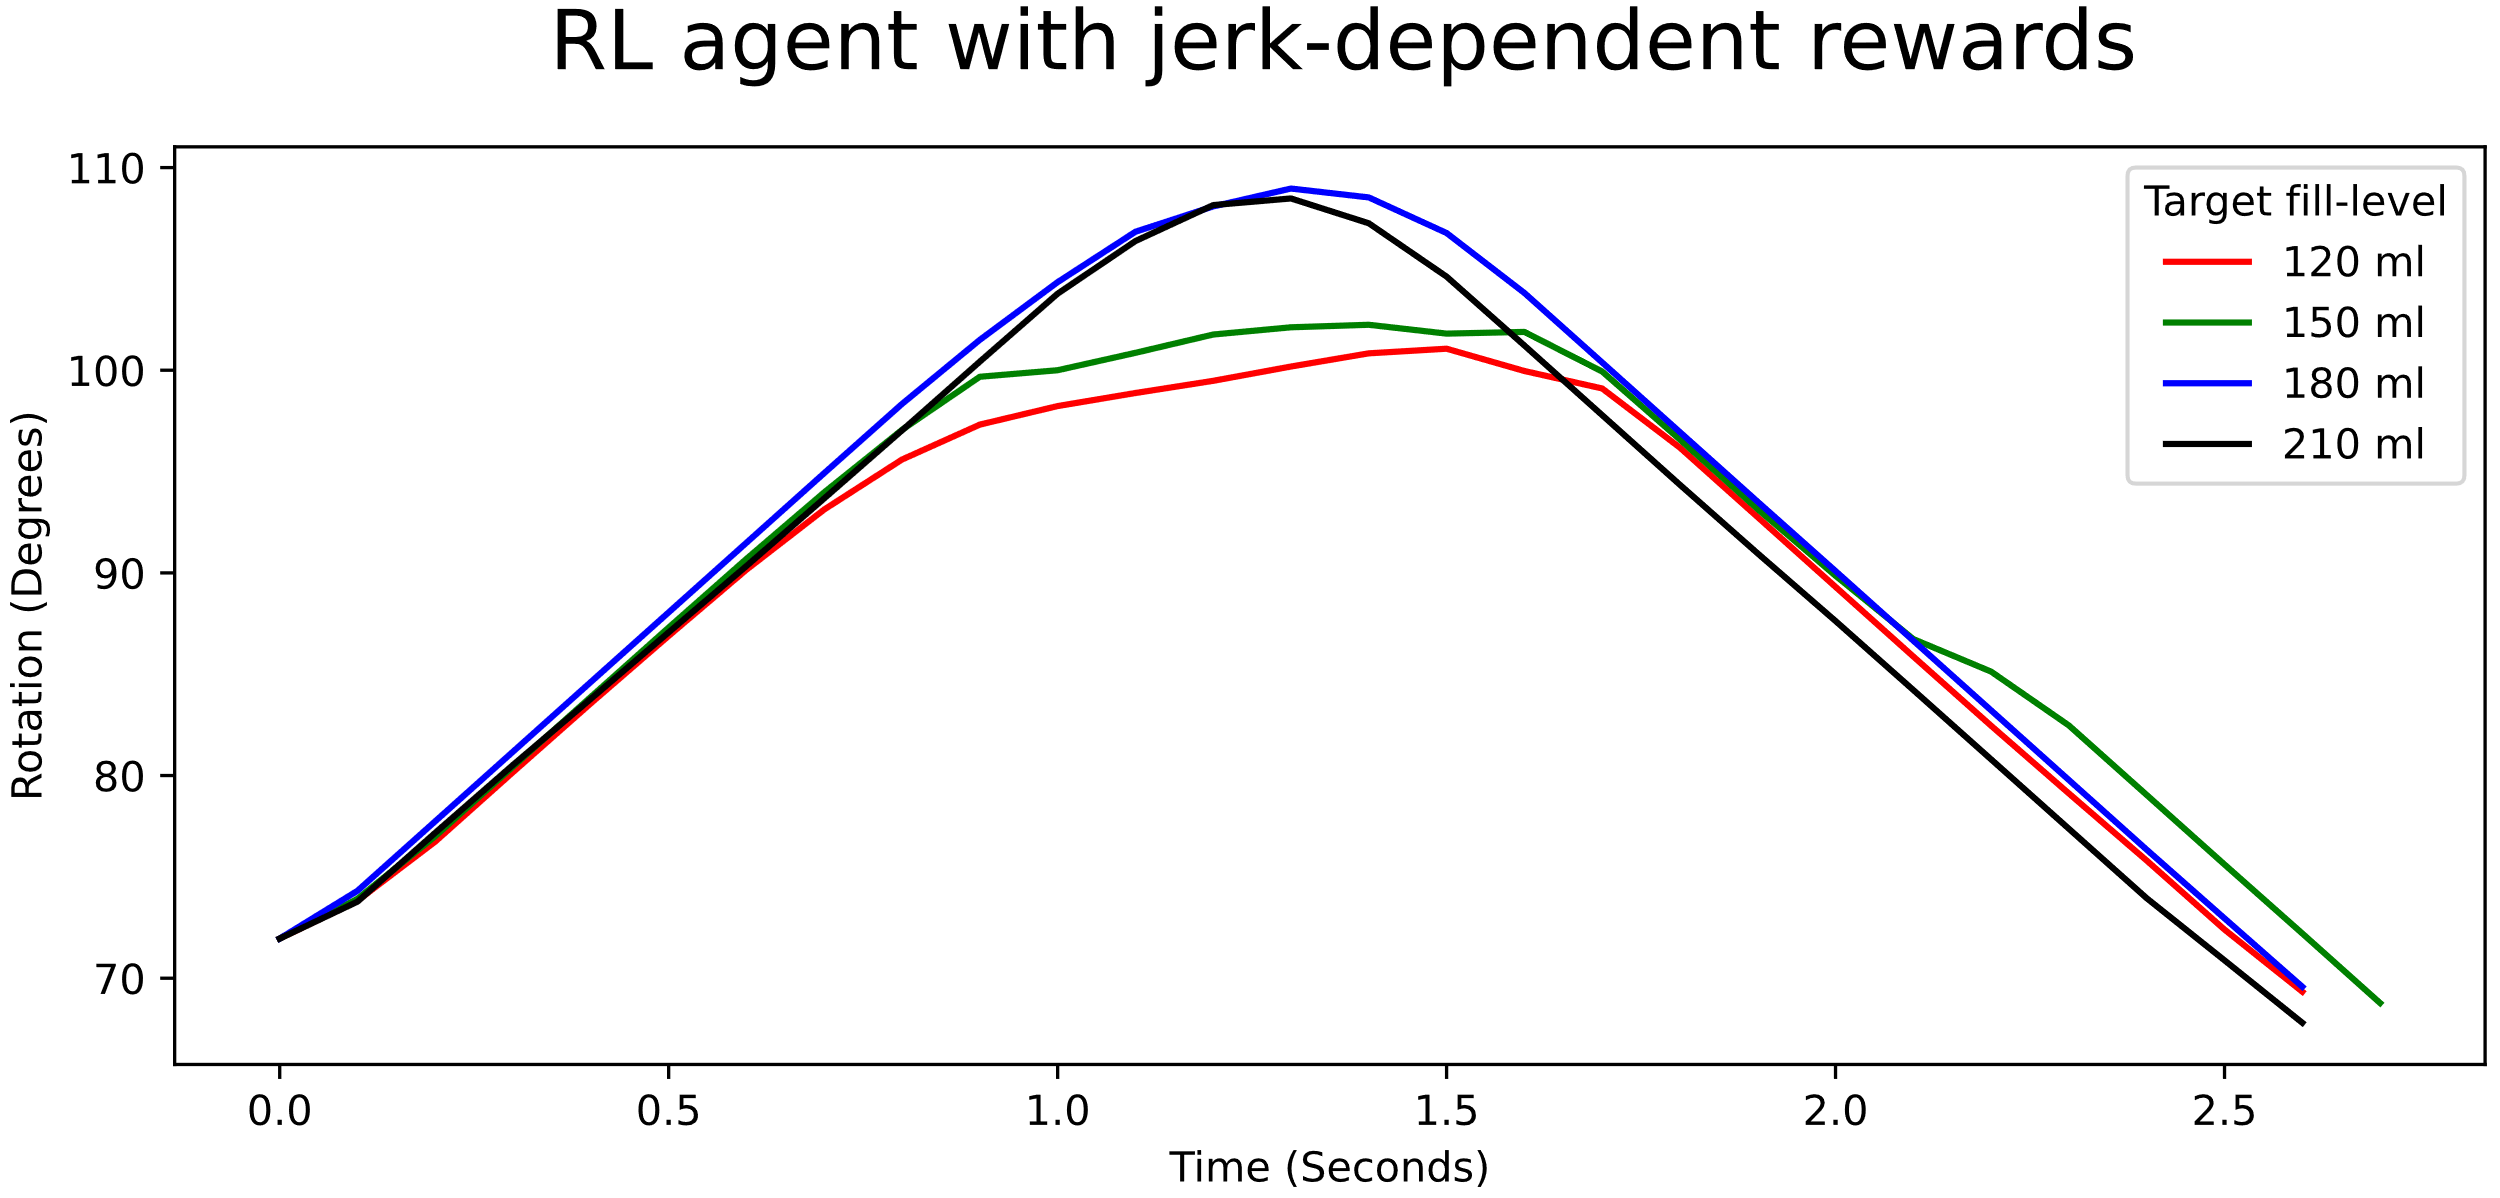 RL agent with jerk-dependent rewards
110
100
90
80
70
Rotation (Degrees)
Target fill-level
120 ml
150 ml
180 ml
210 ml
0.0 0.5 1.0 1.5 2.0 2.5
Time (Seconds)